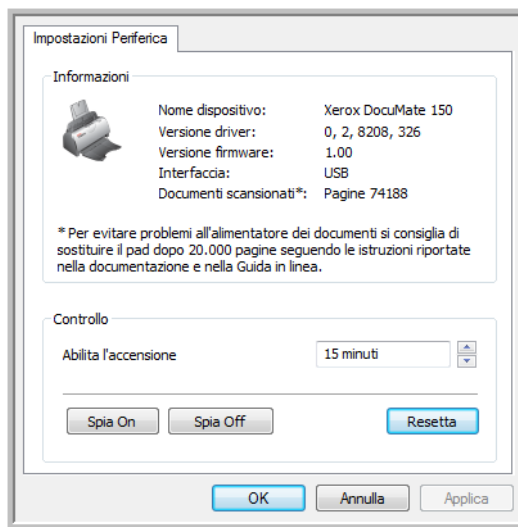 Impostazioni Periferica
Informazioni
Nome dispositivo: Xerox DocuMate 150
Versione driver: 0, 2, 8208, 326
Versione firmware: 1.00
Interfaccia: USB
Documenti scansionati*: Pagine 74188
* Per evitare problemi all'alimentatore dei documenti si consiglia di
sostituire il pad dopo 20.000 pagine seguendo le istruzioni riportate
nella documentazione e nella Guida in linea.
Controllo
Abilita l'accensione 15 minuti
Spia On Spia Off Resetta
OK Annulla Applica